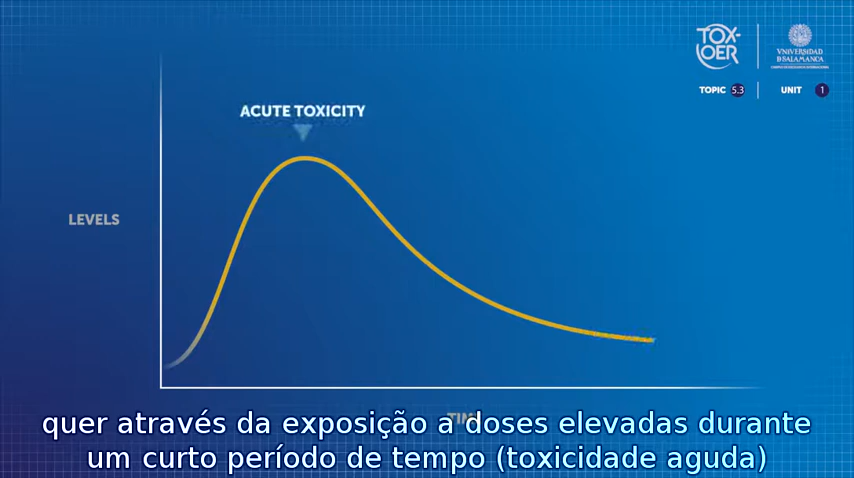 TOX-
OER
VNIVERSIDAD
D SALAMANCA
TOPIC 5.3 UNIT 1
ACUTE TOXICITY
LEVELS
TIME
quer através da exposição a doses elevadas durante
um curto período de tempo (toxicidade aguda)